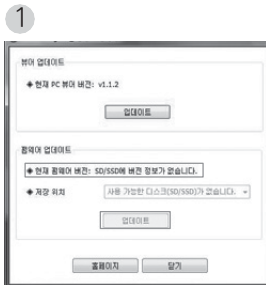 1
뷰어 업데이트
◈ 현재 PC 뷰어 버전: v1.1.2
업데이트
펌웨어 업데이트
◈ 현재 펌웨어 버전: SD/SSD에 버전 정보가 없습니다.
◈ 저장 위치 사용 가능한 디스크(SD/SSD)가 없습니다.
업데이트
홈페이지 닫기